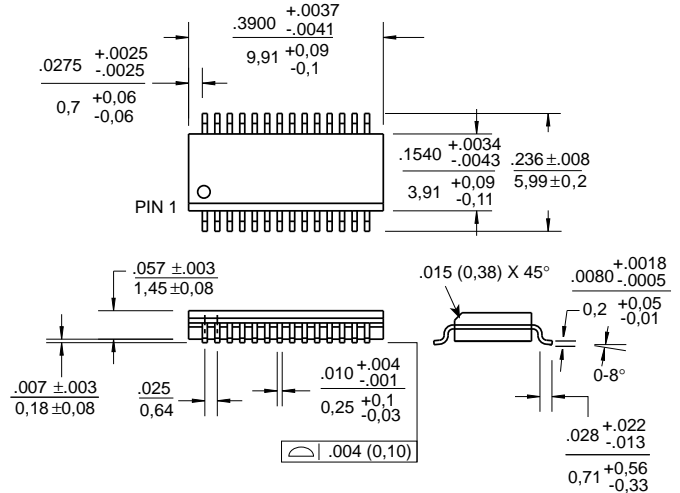 .3900 +.0037 -.0041
9,91 +0,09 -0,1
.0275 +.0025 -.0025
0,7 +0,06 -0,06
.1540 +.0034 -.0043
3,91 +0,09 -0,11
.236±.008
5,99±0,2
PIN 1
.057 ±.003
1,45±0,08
.015 (0,38) X 45°
.0080 +.0018 -.0005
0,2 +0,05 -0,01
0-8°
.007 ±.003
0,18±0,08
.025
0,64
.010 +.004 -.001
0,25 +0,1 -0,03
.004 (0,10)
.028 +.022 -.013
0,71 +0,56 -0,33